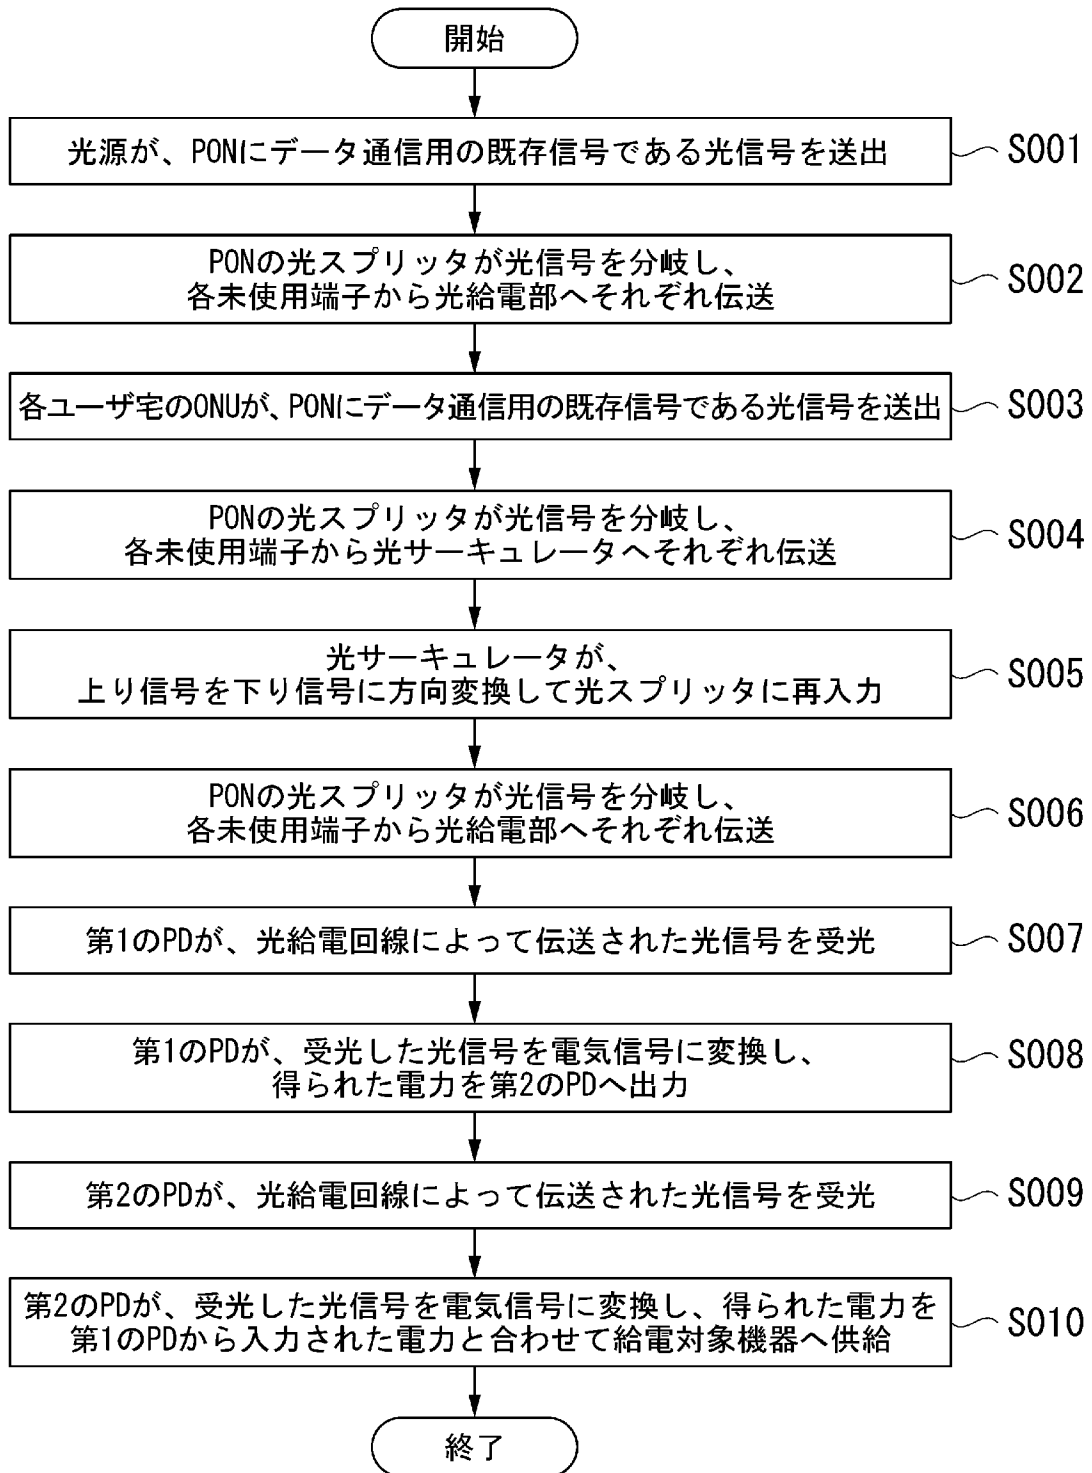 開始
光源が、PONにデータ通信用の既存信号である光信号を送出
S001
PONの光スプリッタが光信号を分岐し、
各未使用端子から光給電部へそれぞれ伝送
S002
各ユーザ宅のONUが、PONにデータ通信用の既存信号である光信号を送出
S003
PONの光スプリッタが光信号を分岐し、
各未使用端子から光サーキュレータへそれぞれ伝送
S004
光サーキュレータが、
上り信号を下り信号に方向変換して光スプリッタに再入力
S005
PONの光スプリッタが光信号を分岐し、
各未使用端子から光給電部へそれぞれ伝送
S006
第1のPDが、光給電回線によって伝送された光信号を受光
S007
第1のPDが、受光した光信号を電気信号に変換し、
得られた電力を第2のPDへ出力
S008
第2のPDが、光給電回線によって伝送された光信号を受光
S009
第2のPDが、受光した光信号を電気信号に変換し、得られた電力を
第1のPDから入力された電力と合わせて給電対象機器へ供給
S010
終了